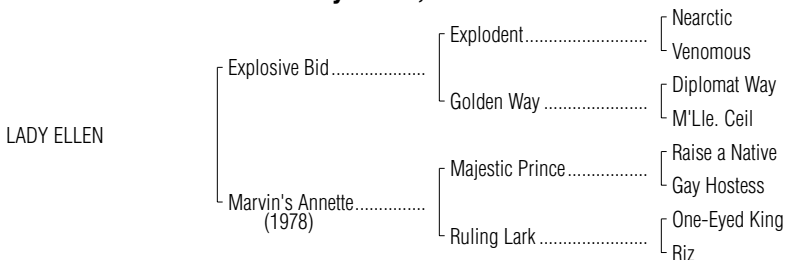 Nearctic
Explodent
Venomous
Explosive Bid
Diplomat Way
Golden Way
M'Lle. Ceil
LADY ELLEN
Raise a Native
Majestic Prince
Gay Hostess
Marvin's Annette
(1978)
One-Eyed King
Ruling Lark
Riz